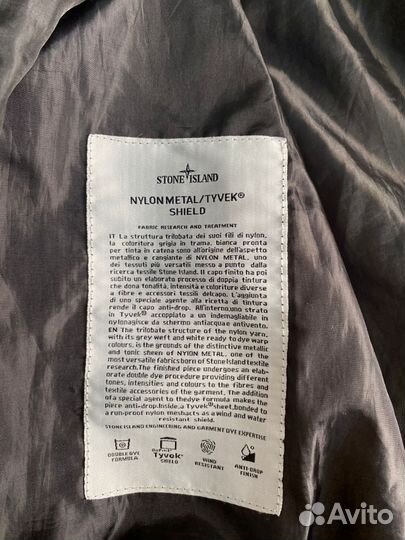 STONE ISLAND
NYLON METAL/TYVEK®
SHIELD
FABRIC RESEARCH AND TREATMENT
IT La struttura trilobata dei suoi fili di nylon,
la coloritura grigia in trama, bianca pronta
per tinta in catena sono all'origine dell'aspetto
metallico e cangiante di NYLON METAL, uno
dei tessuti più versatili messo a punto dalla
ricerca tessile Stone Island. Il capo finito ha poi
subito un elaborato processo di doppia tintura
che dona tonalità, intensità e coloriture diverse
a fibre e accessori tessili del capo. L'aggiunta
di uno speciale agente alla ricetta di tintura
rende il capo anti-drop. All'interno, uno strato
in Tyvek® accoppiato a un indemagliabile in
nylon agisce da schermo antiacqua e antivento.
EN The trilobate structure of the nylon yarn,
with its grey weft and white ready to dye warp
colours, is the grounds of the distinctive metallic
and tonic sheen of NYLON METAL, one of the
most versatile fabrics born of Stone Island textile
research. The finished piece undergoes an elab-
orate double dye procedure providing different
tones, intensities and colours to the fibres and
textile accessories of the garment. The addition
of a special agent to the dye formula makes the
piece anti-drop. Inside, a Tyvek® sheet, bonded to
a run-proof nylon mesh acts as a wind and water
resistant shield.
STONE ISLAND ENGINEERING AND GARMENT DYE EXPERTISE
DOUBLE DYE
FORMULA
Tyvek®
SHIELD
WIND
RESISTANT
ANTI-DROP
FINISH
Avito